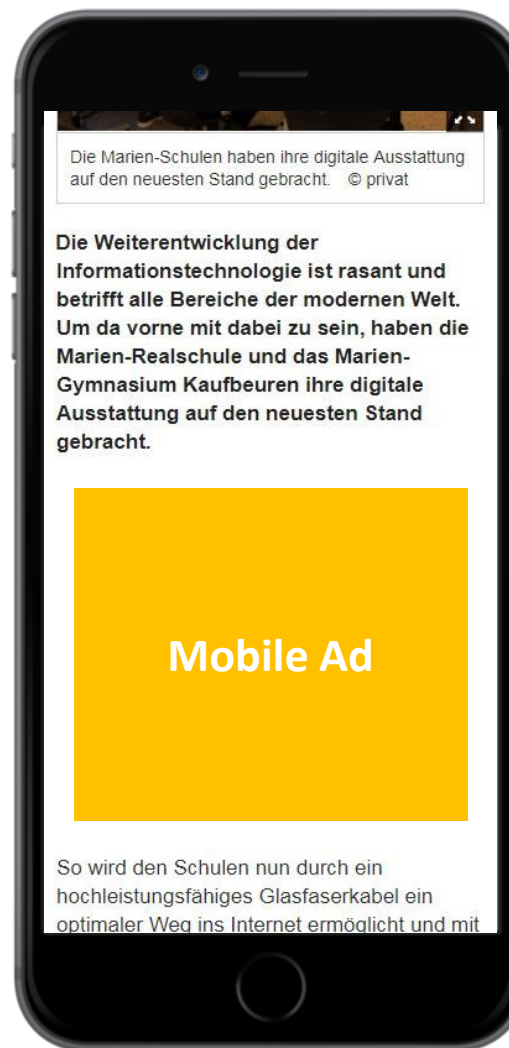 Die Marien-Schulen haben ihre digitale Ausstattung
auf den neuesten Stand gebracht. © privat
Die Weiterentwicklung der
Informationstechnologie ist rasant und
betrifft alle Bereiche der modernen Welt.
Um da vorne mit dabei zu sein, haben die
Marien-Realschule und das Marien-
Gymnasium Kaufbeuren ihre digitale
Ausstattung auf den neuesten Stand
gebracht.
Mobile Ad
So wird den Schulen nun durch ein
hochleistungsfähiges Glasfaserkabel ein
optimaler Weg ins Internet ermöglicht und mit